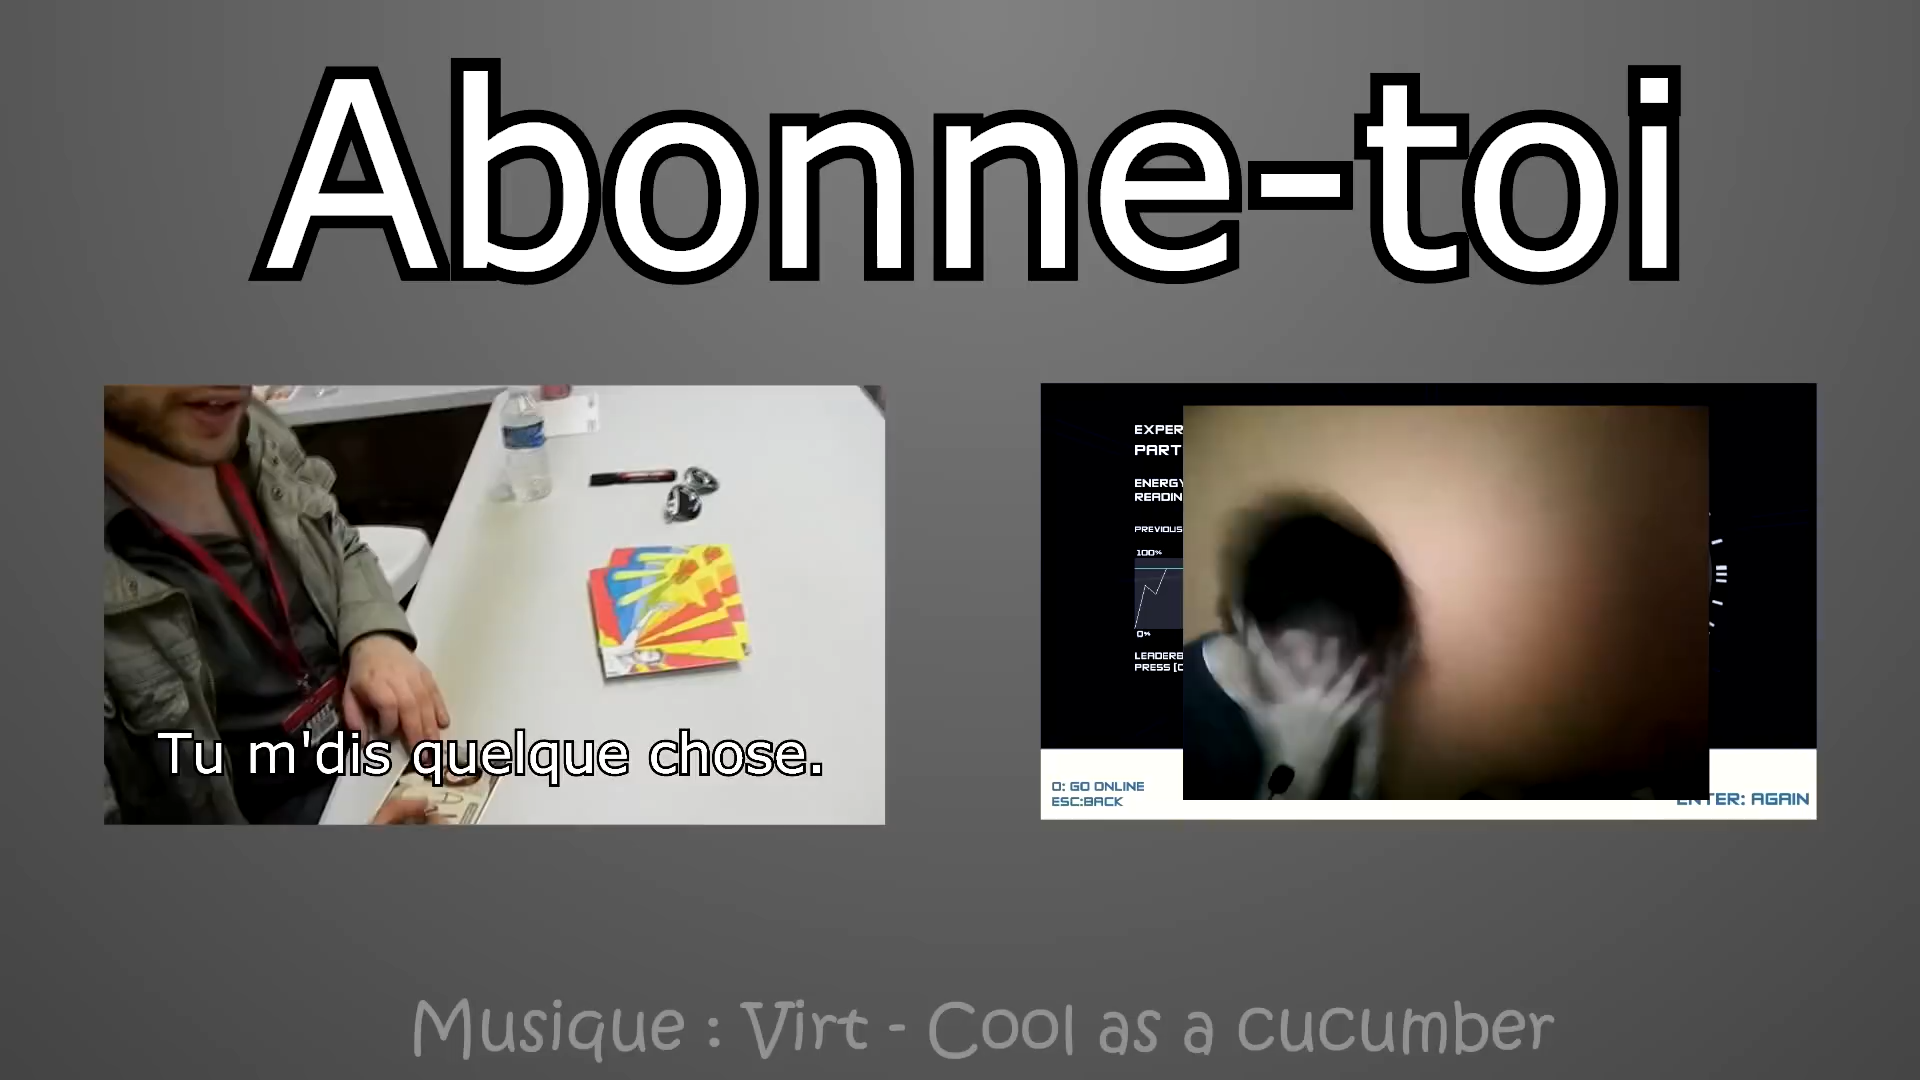 Abonne-toi
Tu m'dis quelque chose.
EXPER
PART
ENERGY
READIN
PREVIOUS
100%
0%
LEADERB
PRESS [
O: GO ONLINE
ESC:BACK
ENTER: AGAIN
Musique : Virt - Cool as a cucumber